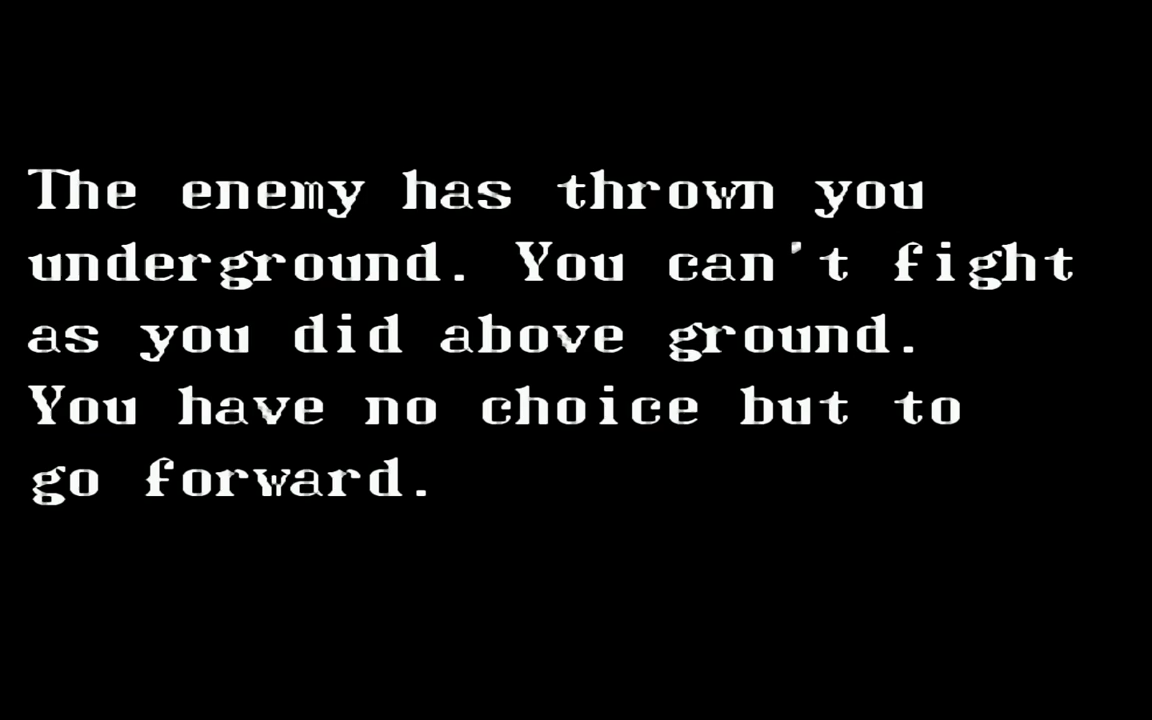 The enemy has thrown you
underground. You can't fight
as you did above ground.
You have no choice but to
go forward.